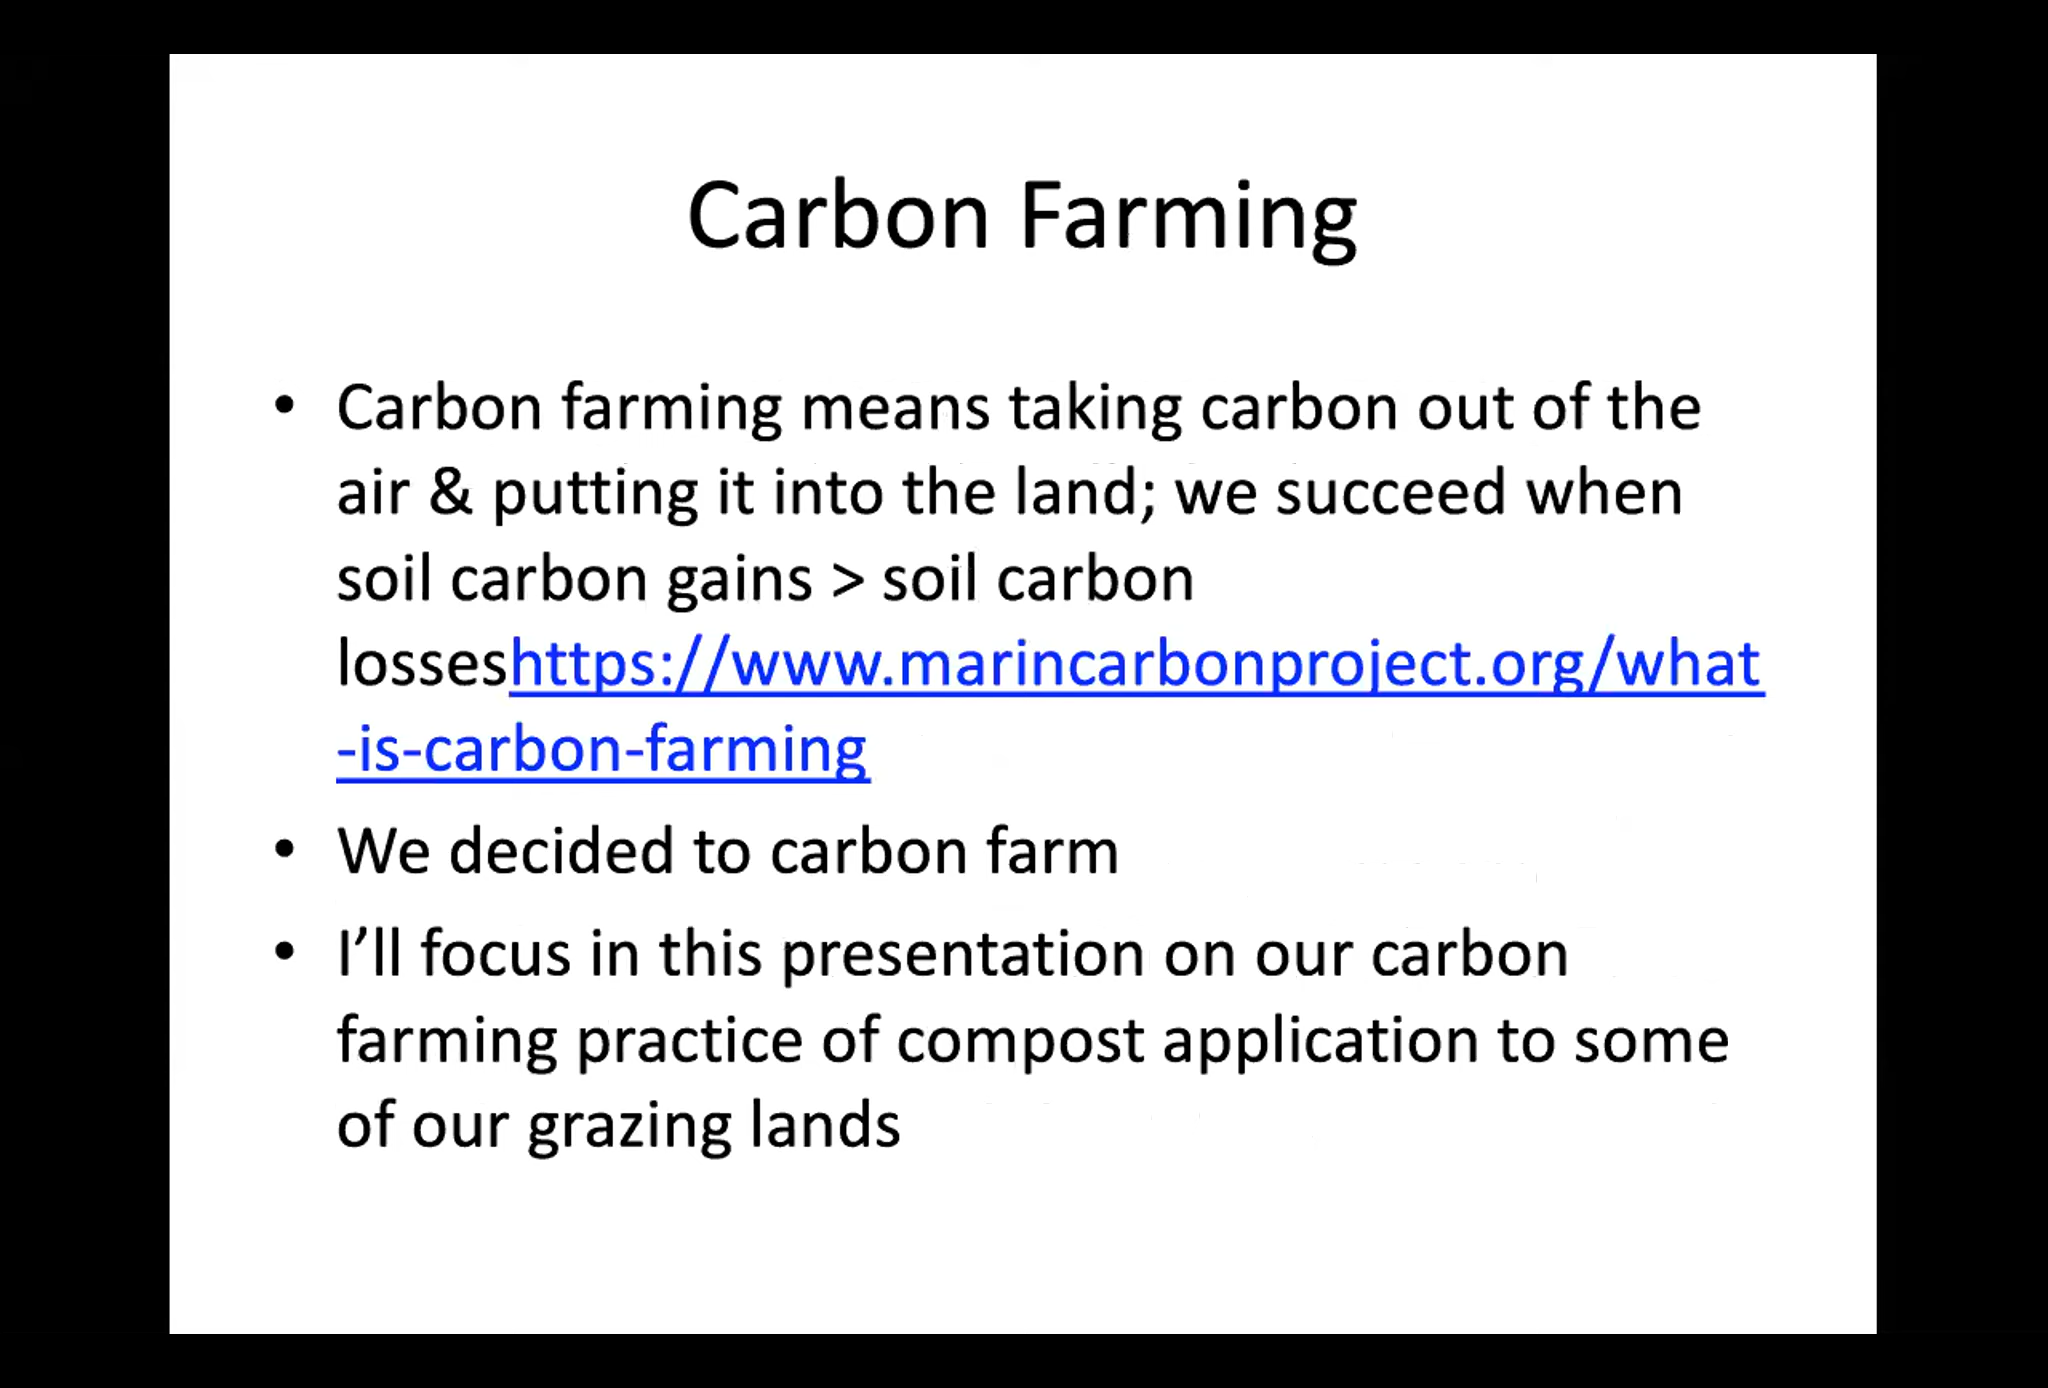 Carbon Farming
• Carbon farming means taking carbon out of the
air & putting it into the land; we succeed when
soil carbon gains > soil carbon
losseshttps://www.marincarbonproject.org/what
-is-carbon-farming
• We decided to carbon farm
• I’ll focus in this presentation on our carbon
farming practice of compost application to some
of our grazing lands